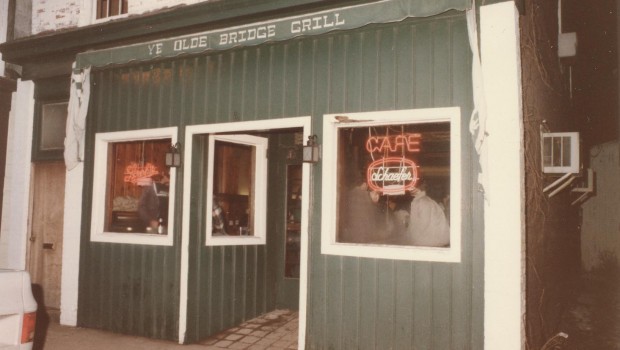 YE OLDE BRIDGE GRILL
CAFE
Schaefer